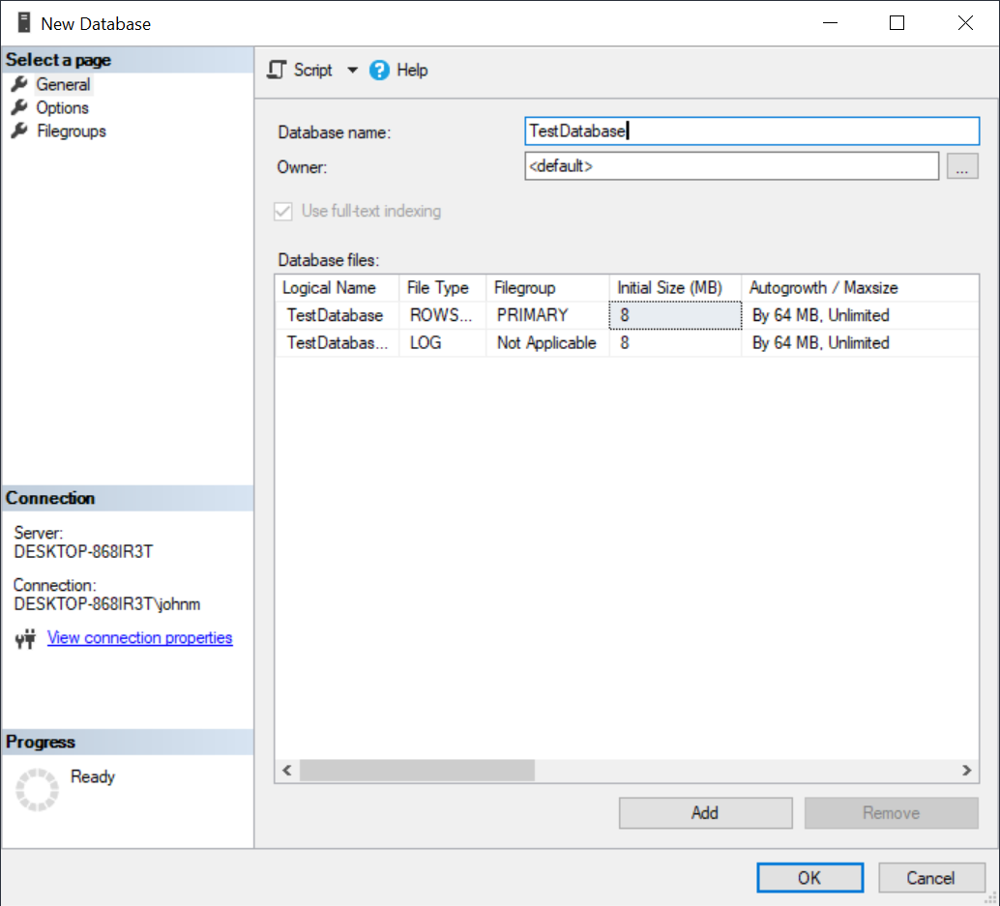 New Database
Select a page
General
Options
Filegroups
Script
Help
Database name:
TestDatabase
Owner:
<default>
...
Use full-text indexing
Database files:
Logical Name File Type Filegroup Initial Size (MB) Autogrowth / Maxsize
TestDatabase ROWS... PRIMARY 8 By 64 MB, Unlimited
TestDatabas... LOG Not Applicable 8 By 64 MB, Unlimited
Connection
Server:
DESKTOP-868IR3T
Connection:
DESKTOP-868IR3T\johnm
View connection properties
Progress
Ready
Add
Remove
OK
Cancel